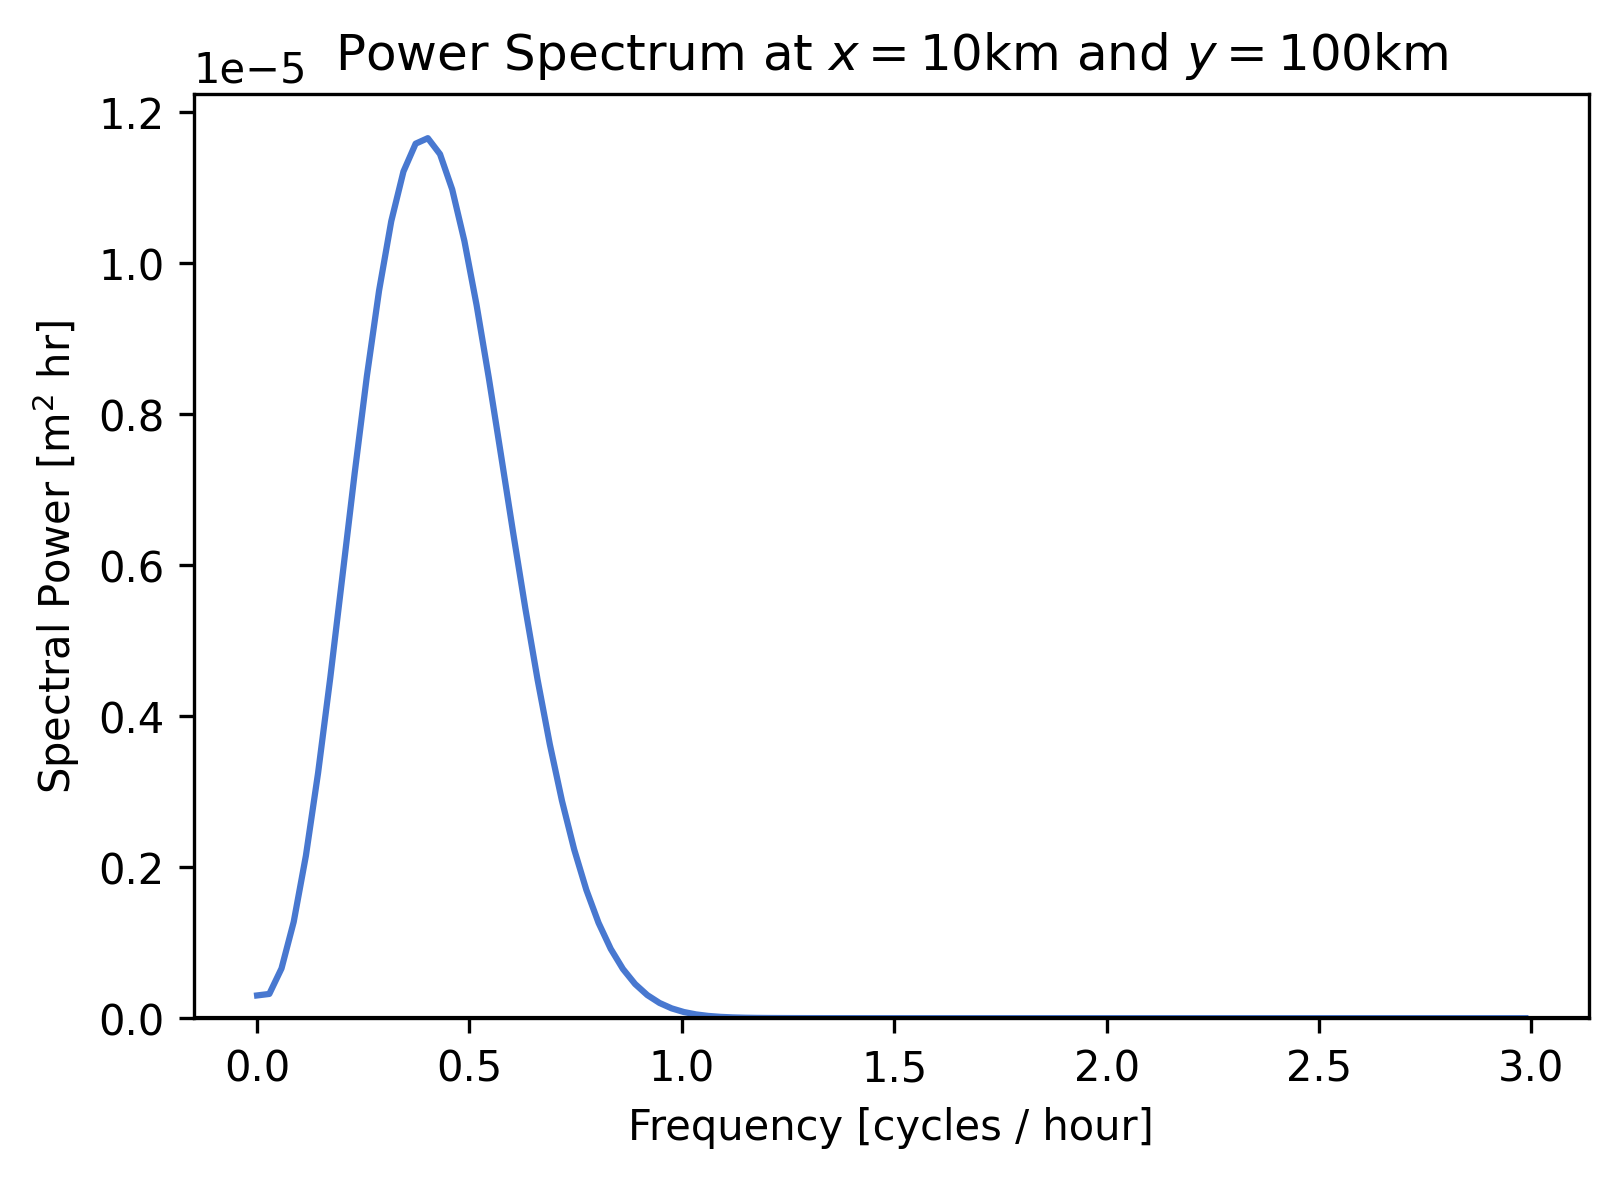 Power Spectrum at x = 10km and y = 100km
1e−5
1.2
1.0
0.8
0.6
0.4
0.2
0.0
Spectral Power [m² hr]
0.0 0.5 1.0 1.5 2.0 2.5 3.0
Frequency [cycles / hour]